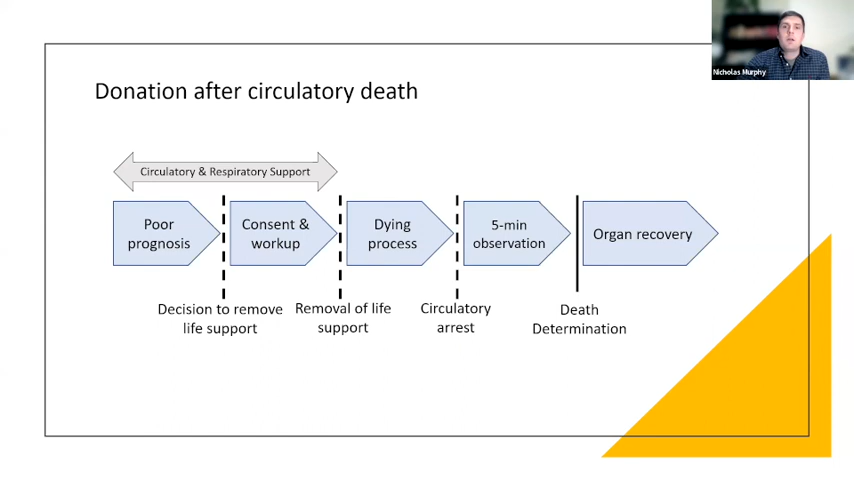 Nicholas Murphy
Donation after circulatory death
Circulatory & Respiratory Support
Poor
prognosis
Consent &
workup
Dying
process
5-min
observation
Organ recovery
Decision to remove
life support
Removal of life
support
Circulatory
arrest
Death
Determination